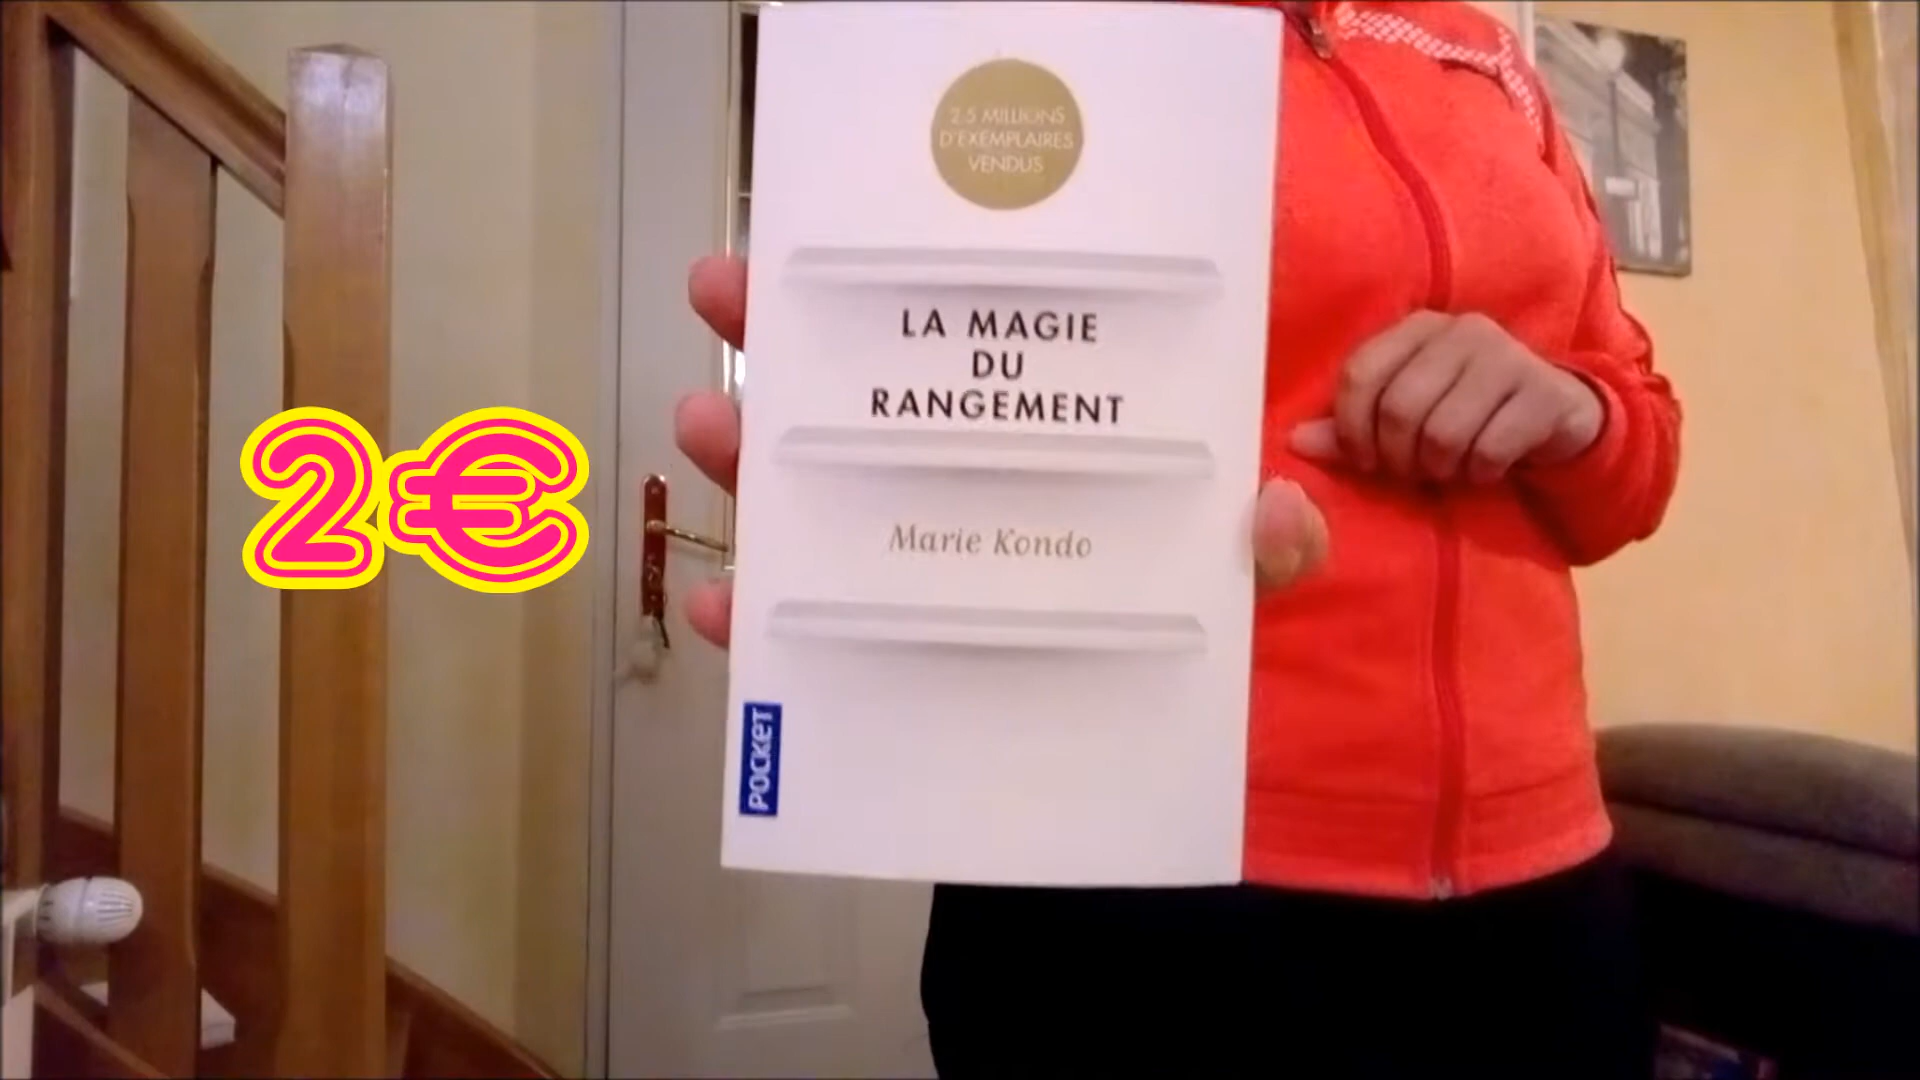 2.5 MILLIONS
D'EXEMPLAIRES
VENDUS
LA MAGIE
DU
RANGEMENT
2€
Marie Kondo
POCKET